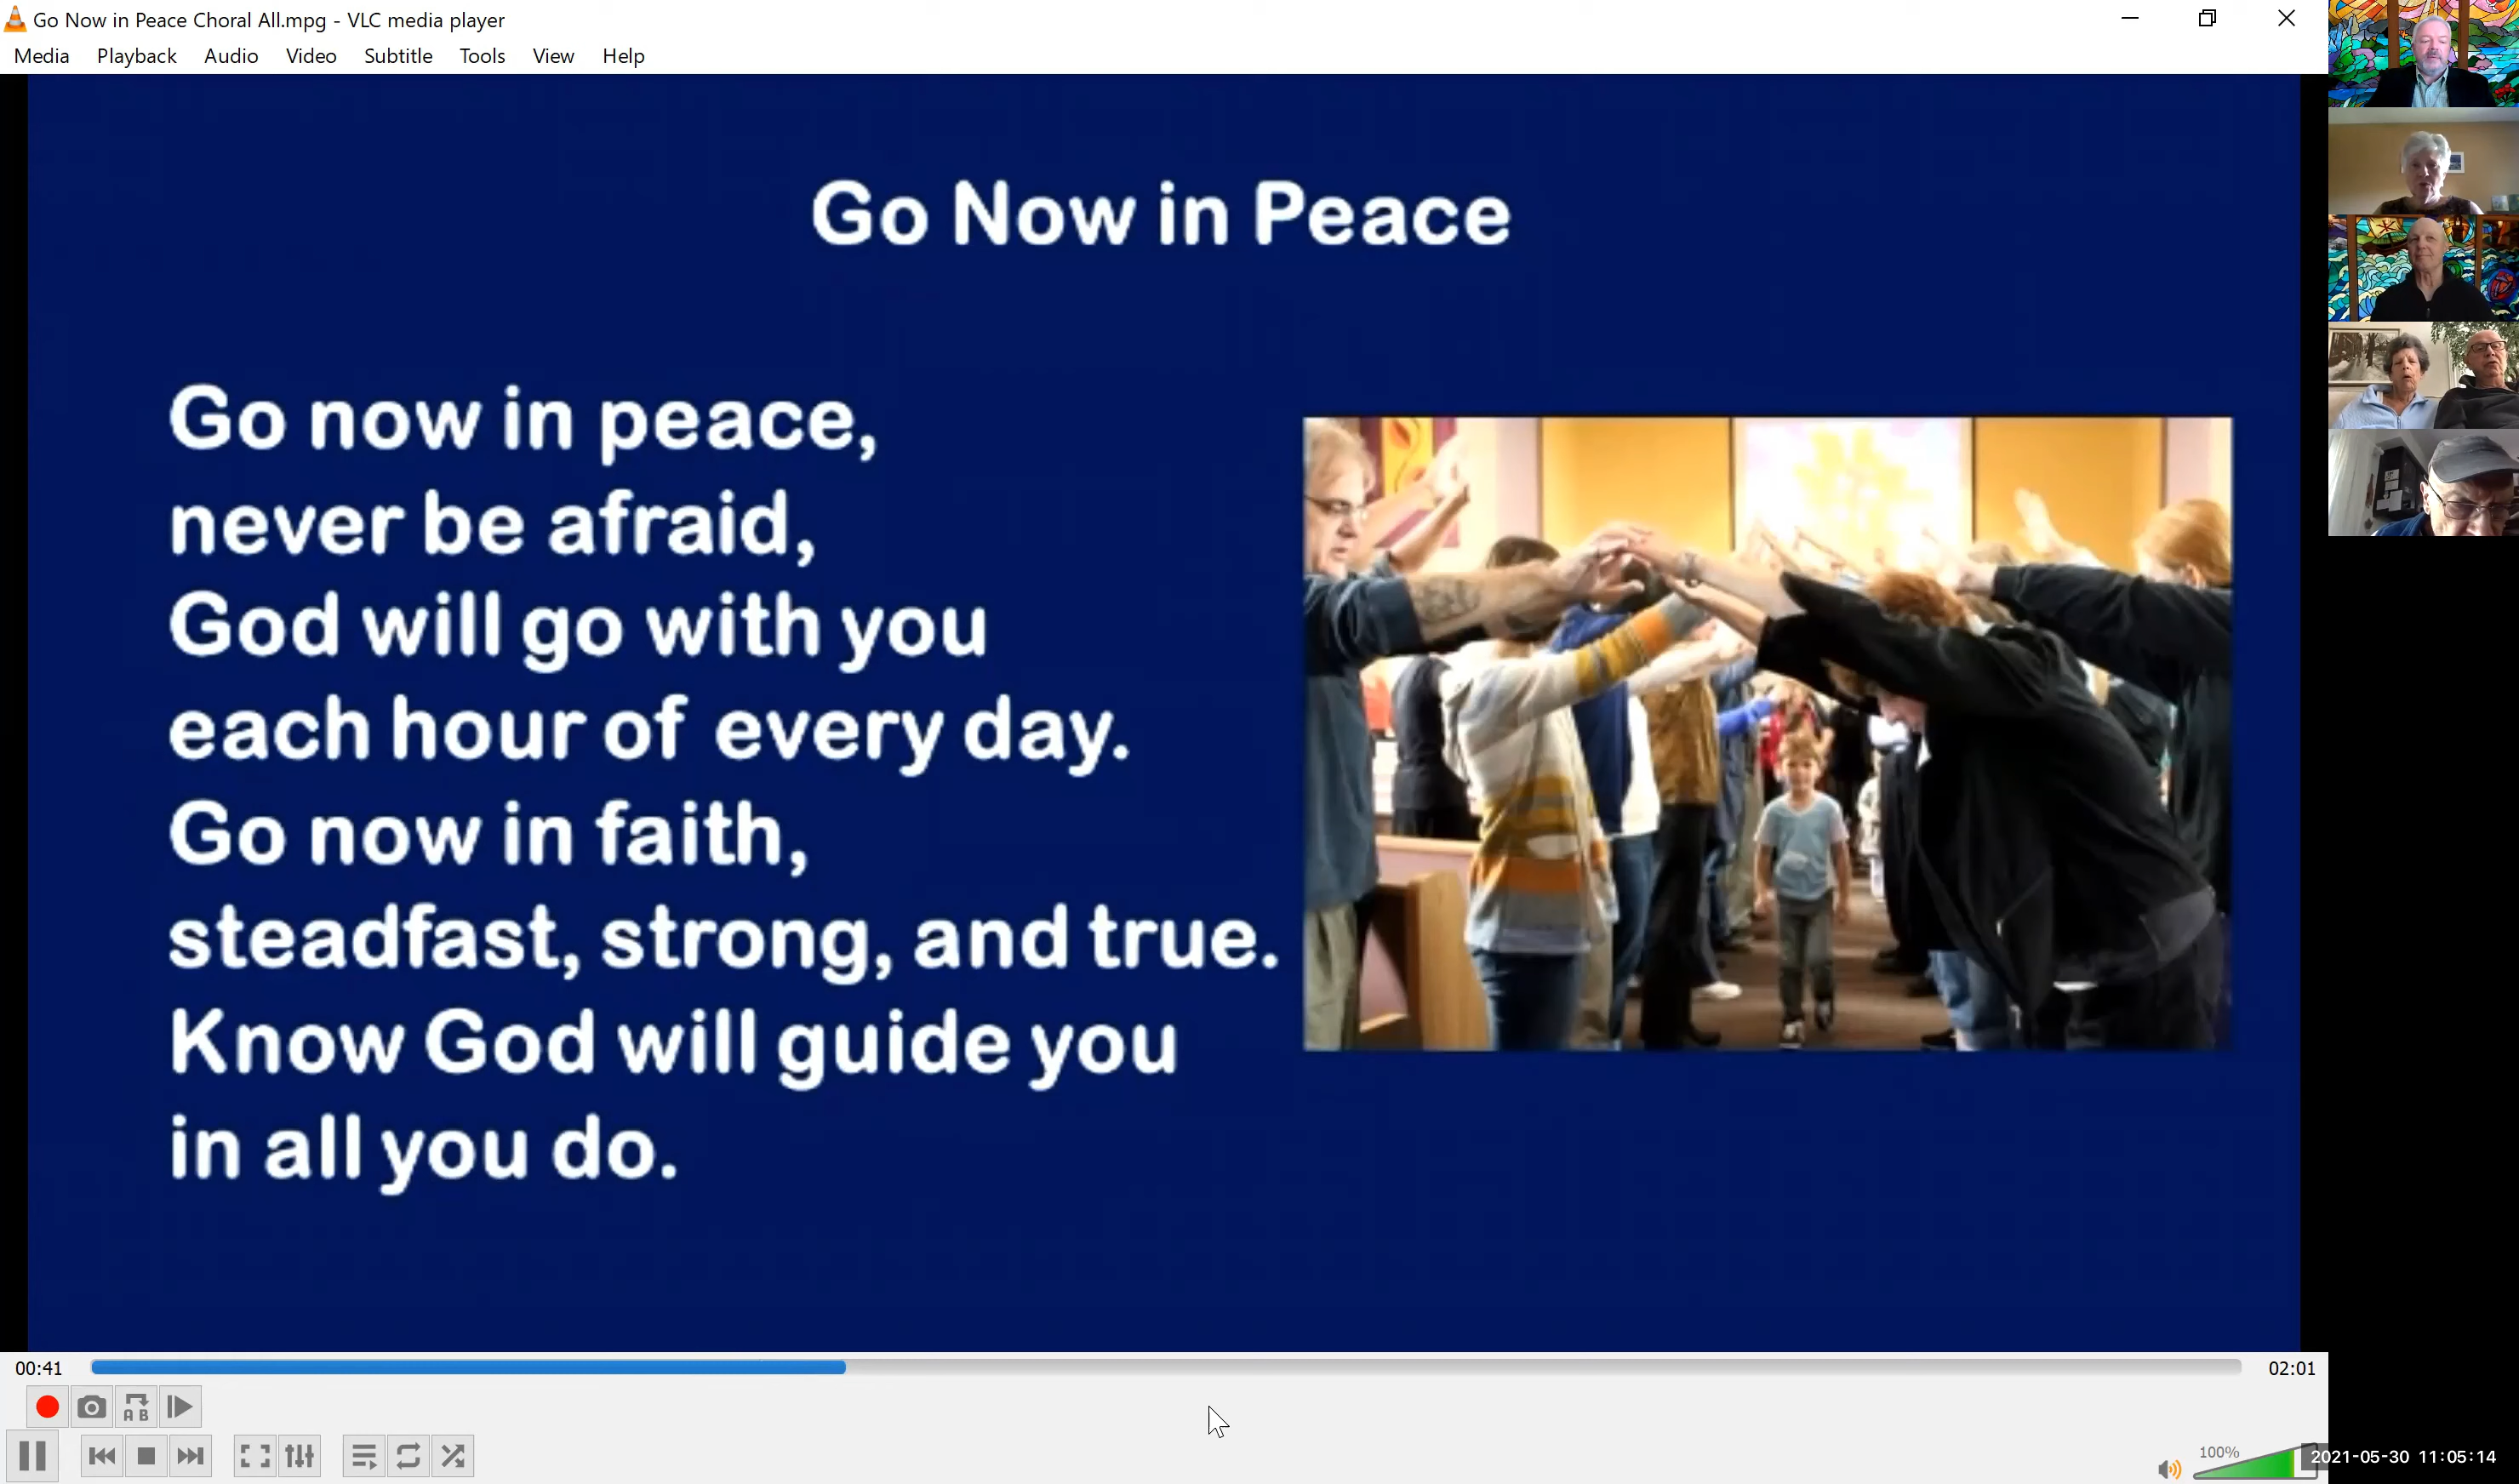 Go Now in Peace Choral All.mpg - VLC media player
Media Playback Audio Video Subtitle Tools View Help
Go Now in Peace
Go now in peace,
never be afraid,
God will go with you
each hour of every day.
Go now in faith,
steadfast, strong, and true.
Know God will guide you
in all you do.
00:41
02:01
A B
100%
2021-05-30 11:05:14